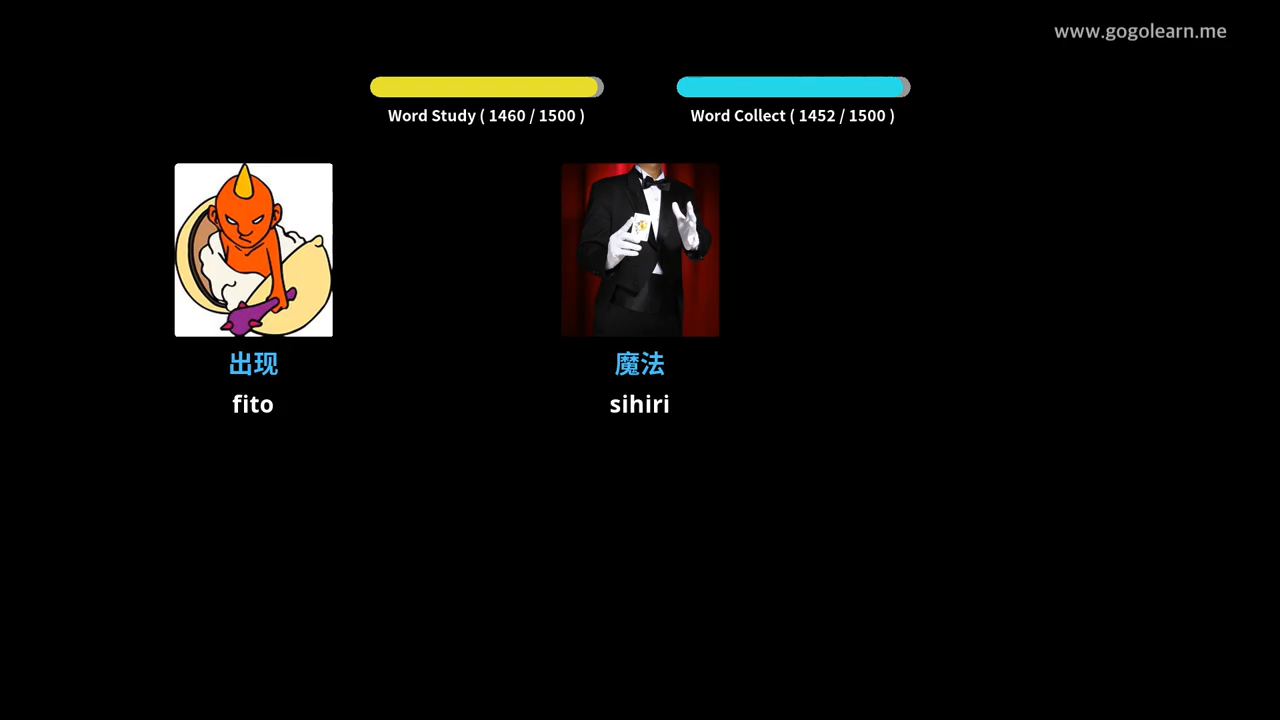 www.gogolearn.me
Word Study ( 1460 / 1500 )
Word Collect ( 1452 / 1500 )
出现
fito
魔法
sihiri